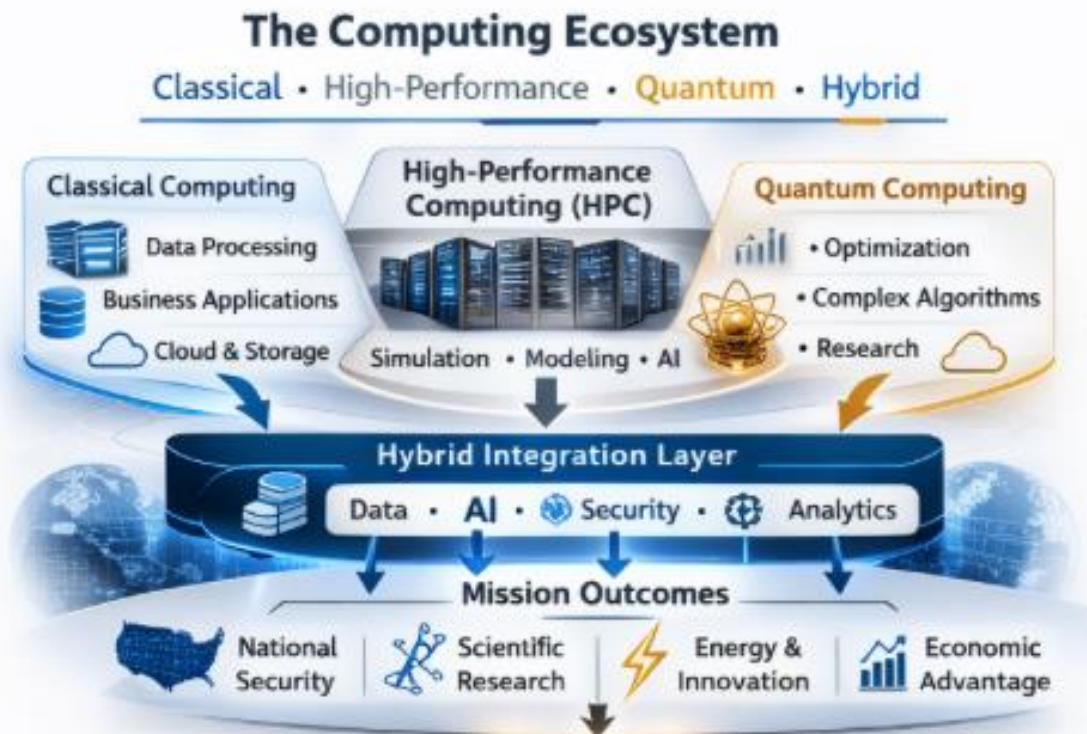 The Computing Ecosystem
Classical • High-Performance • Quantum • Hybrid
Classical Computing
Data Processing
Business Applications
Cloud & Storage
High-Performance
Computing (HPC)
Simulation • Modeling • AI
Quantum Computing
• Optimization
• Complex Algorithms
• Research
Hybrid Integration Layer
Data • AI • Security • Analytics
Mission Outcomes
National
Security
Scientific
Research
Energy &
Innovation
Economic
Advantage